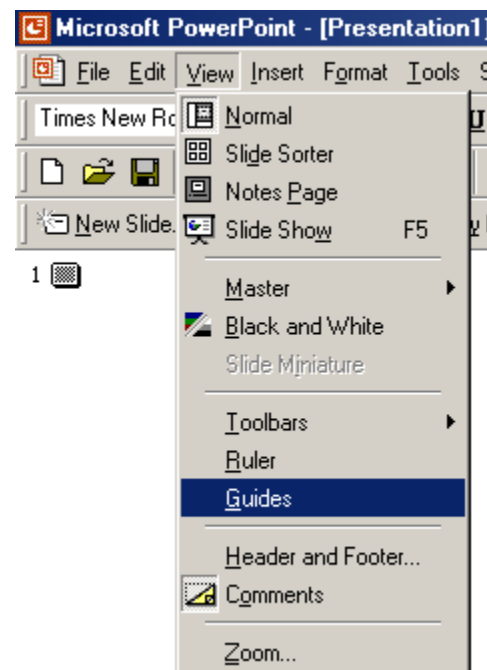 Microsoft PowerPoint - [Presentation1]
File Edit View Insert Format Tools S
Times New Ro
U
New Slide.
1
Normal
Slide Sorter
Notes Page
Slide Show F5
Master
Black and White
Slide Miniature
Toolbars
Ruler
Guides
Header and Footer...
Comments
Zoom...